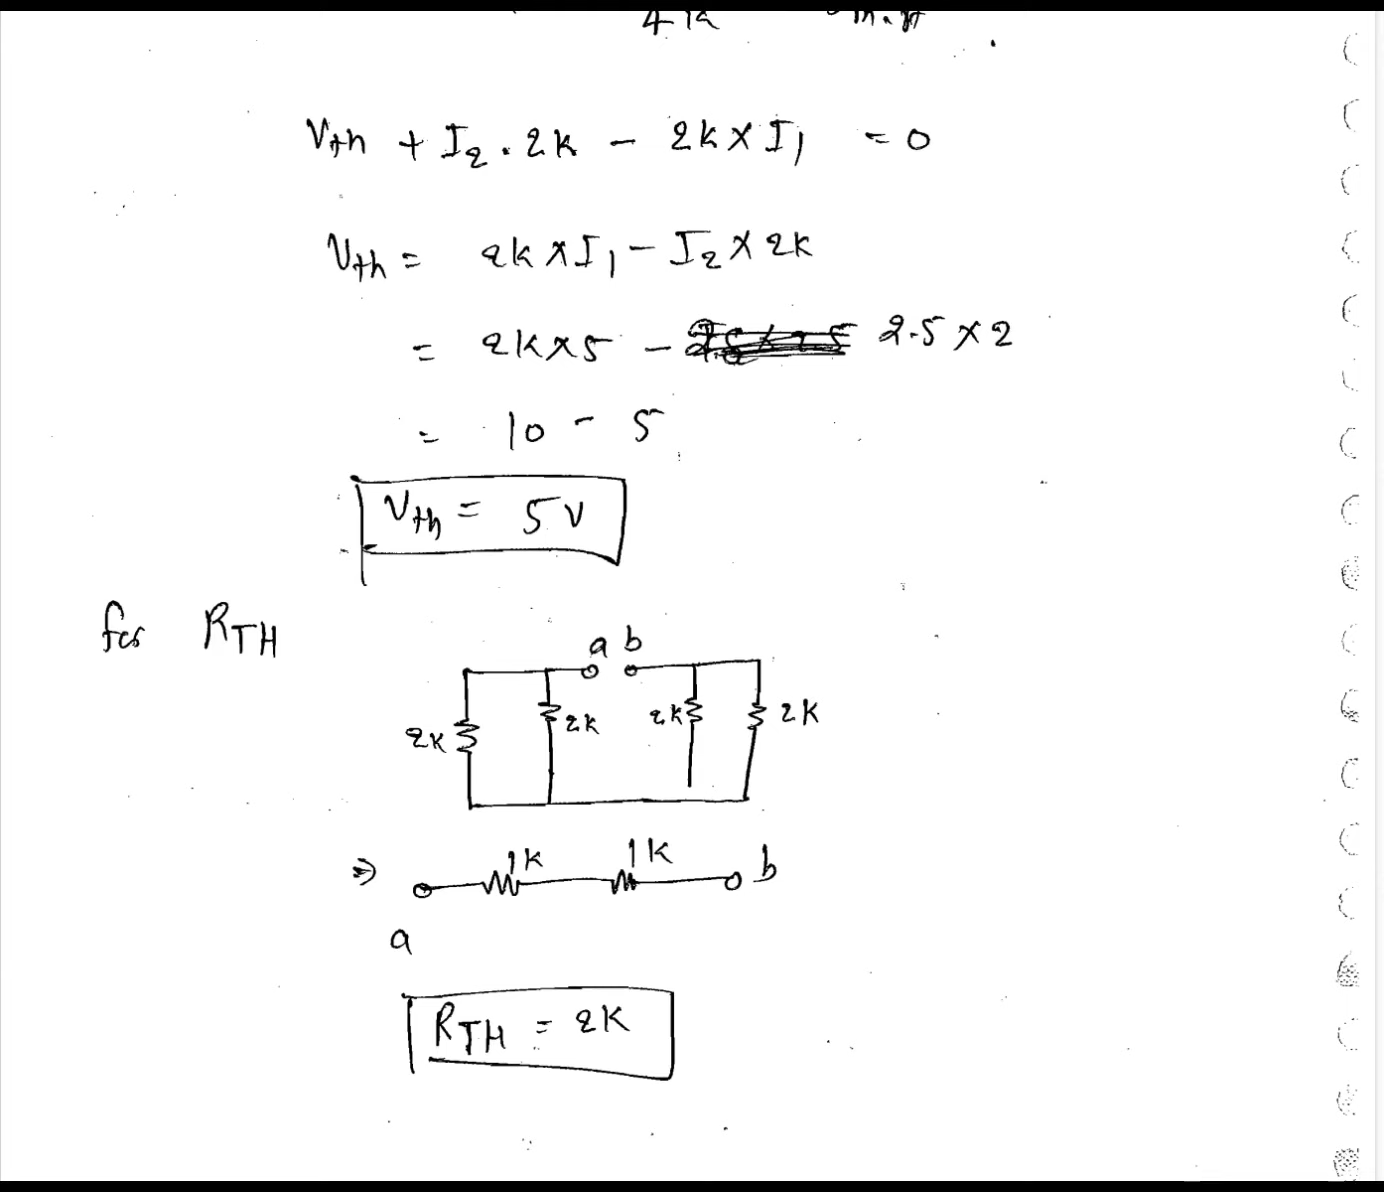 Vth + I2 . 2k - 2k × I1 = 0
Vth = 2k × I1 - I2 × 2k
= 2k × 5 - 2.5 × 2
= 10 - 5
Vth = 5 V
for RTH
a b
2K 2K 2K 2K
⇒ 1K 1K b
a
RTH = 2K